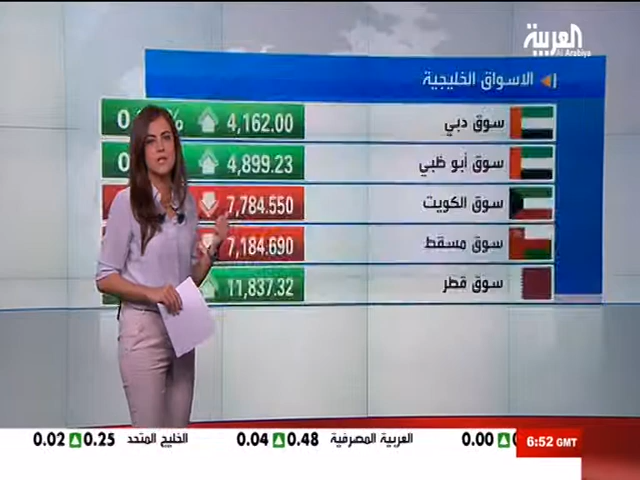 العربية
Al Arabiya
الاسواق الخليجية
سوق دبي 4,162.00
سوق أبو ظبي 4,899.23
سوق الكويت 7,784.550
سوق مسقط 7,184.690
سوق قطر 11,837.32
0.00 العربية المصرفية 0.48 0.04 الخليج المتحد 0.25 0.02
6:52 GMT